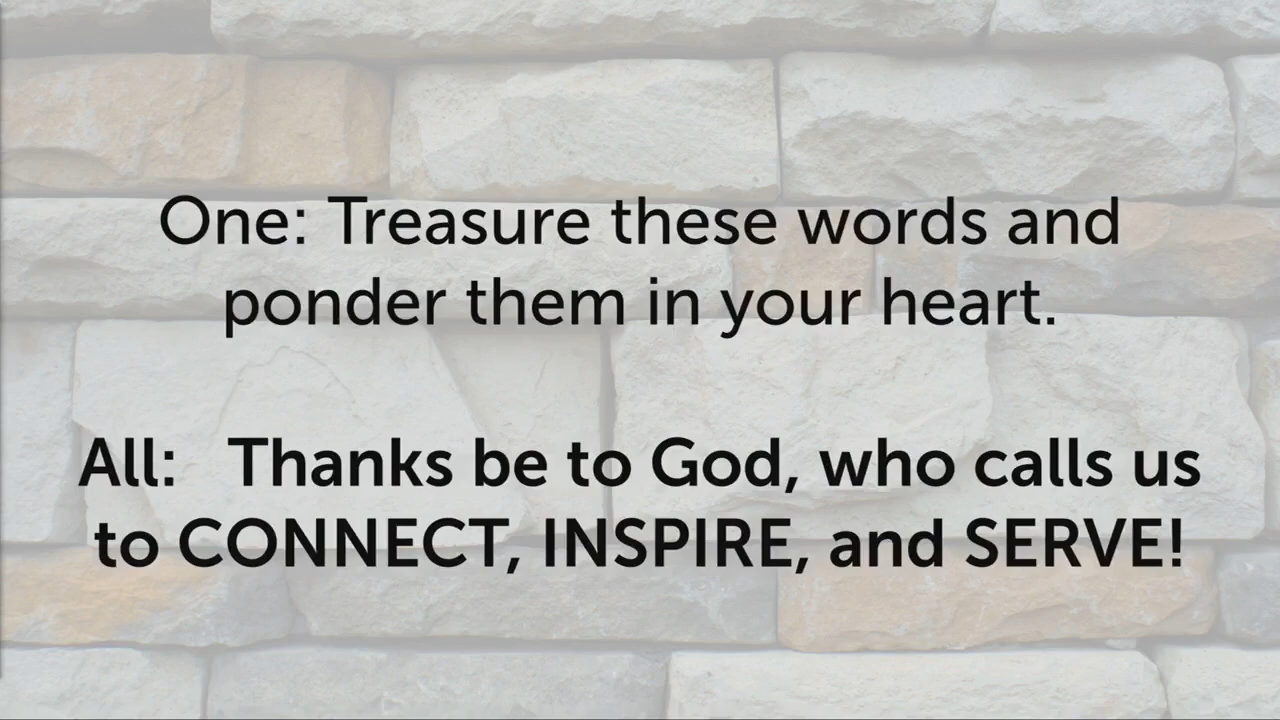 One: Treasure these words and
ponder them in your heart.
All: Thanks be to God, who calls us
to CONNECT, INSPIRE, and SERVE!